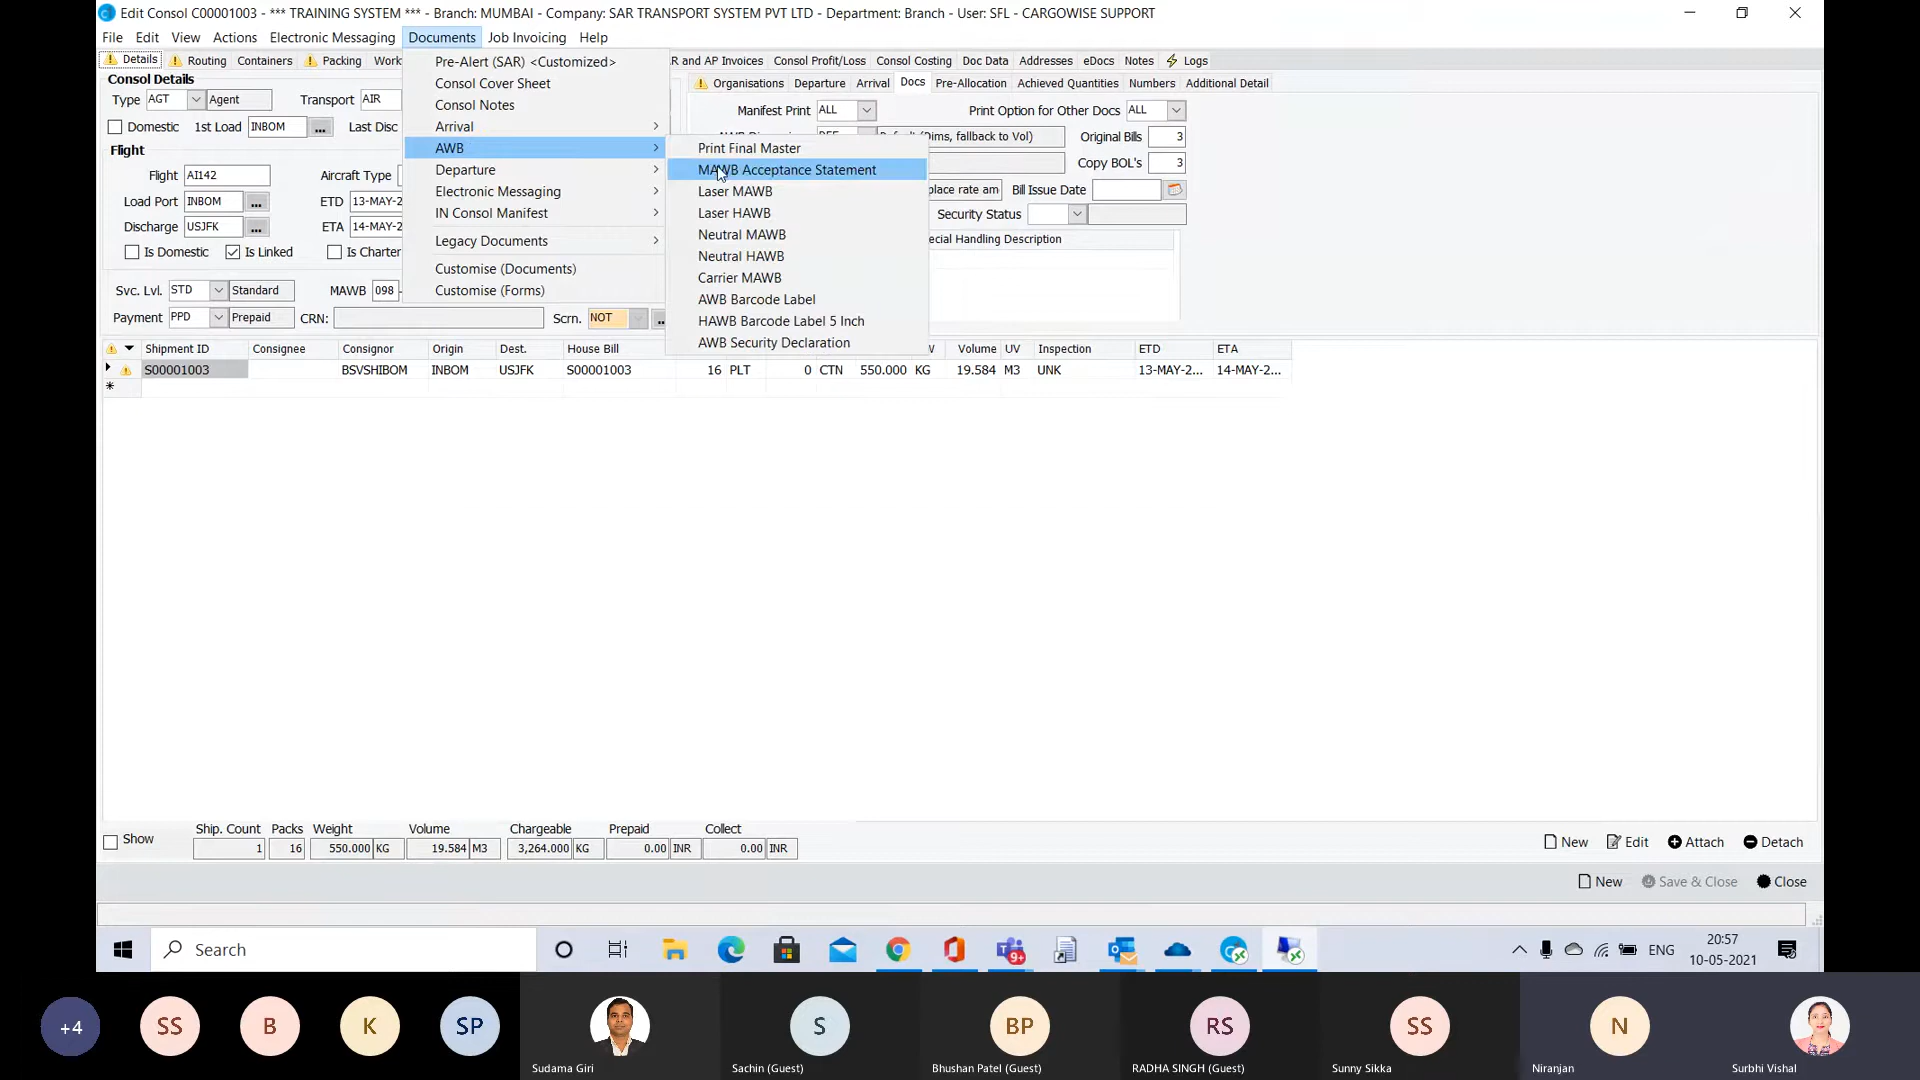 Edit Consol C00001003 - *** TRAINING SYSTEM *** - Branch: MUMBAI - Company: SAR TRANSPORT SYSTEM PVT LTD - Department: Branch - User: SFL - CARGOWISE SUPPORT
File Edit View Actions Electronic Messaging Documents Job Invoicing Help
Details Routing Containers Packing and AP Invoices Consol Profit/Loss Consol Costing Doc Data Addresses eDocs Notes Logs
Consol Details
Type AGT Agent Transport AIR
Domestic 1st Load INBOM ... Last Disc
Flight
Flight AI142 Aircraft Type
Load Port INBOM ... ETD 13-MAY-2
Discharge USJFK ... ETA 14-MAY-2
Is Domestic Is Linked Is Charter
Svc. Lvl. STD Standard MAWB 098
Payment PPD Prepaid CRN: Scrn. NOT
Pre-Alert (SAR) <Customized>
Consol Cover Sheet
Consol Notes
Arrival
AWB
Departure
Electronic Messaging
IN Consol Manifest
Legacy Documents
Customise (Documents)
Customise (Forms)
Print Final Master
MAWB Acceptance Statement
Laser MAWB
Laser HAWB
Neutral MAWB
Neutral HAWB
Carrier MAWB
AWB Barcode Label
HAWB Barcode Label 5 Inch
AWB Security Declaration
Organisations Departure Arrival Docs Pre-Allocation Achieved Quantities Numbers Additional Detail
Manifest Print ALL Print Option for Other Docs ALL
(Dims, fallback to Vol) Original Bills 3
Copy BOL's 3
place rate am Bill Issue Date
Security Status
ecial Handling Description
Shipment ID Consignee Consignor Origin Dest. House Bill W Volume UV Inspection ETD ETA
S00001003 BSVSHIBOM INBOM USJFK S00001003 16 PLT 0 CTN 550.000 KG 19.584 M3 UNK 13-MAY-2... 14-MAY-2...
Show
Ship. Count Packs Weight Volume Chargeable Prepaid Collect
1 16 550.000 KG 19.584 M3 3,264.000 KG 0.00 INR 0.00 INR
New Edit Attach Detach
New Save & Close Close
Search
9+
ENG
20:57
10-05-2021
+4 SS B K SP S BP RS SS N
Sudama Giri Sachin (Guest) Bhushan Patel (Guest) RADHA SINGH (Guest) Sunny Sikka Niranjan Surbhi Vishal